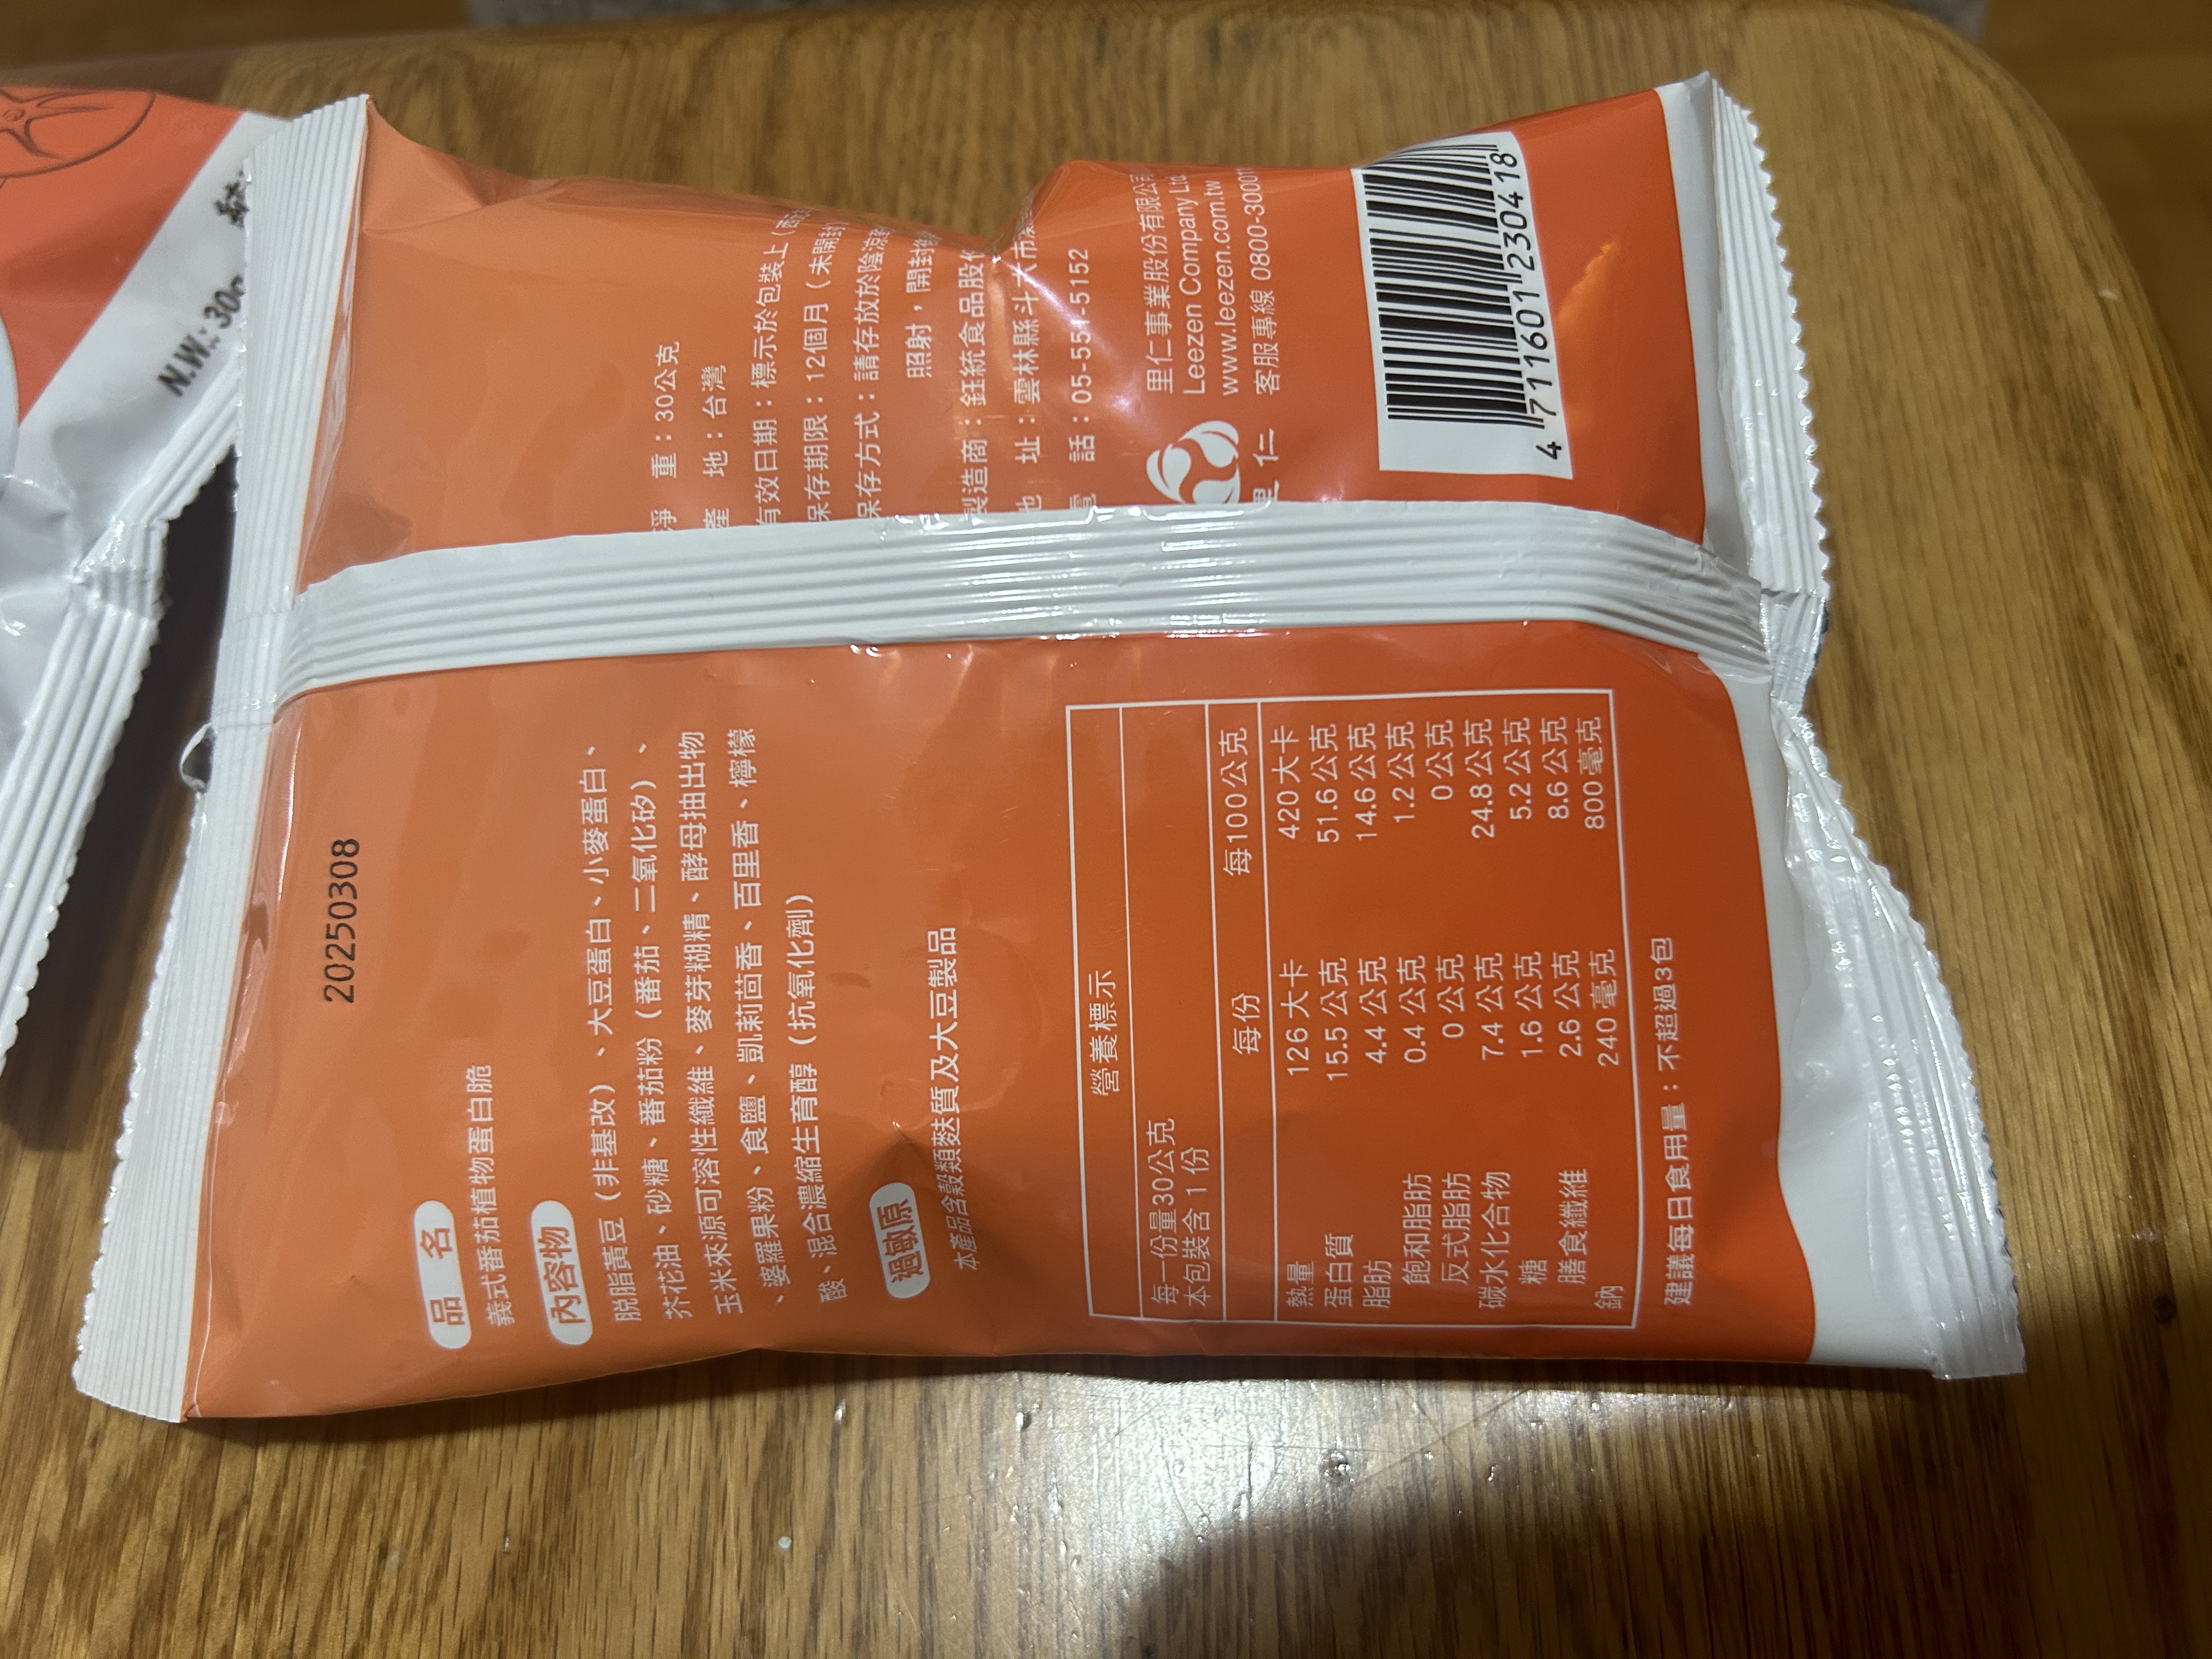 20250308
品 名
義式番茄植物蛋白脆
內容物
脫脂黃豆（非基改）、大豆蛋白、小麥蛋白、
芥花油、砂糖、番茄粉（番茄、二氧化矽）、
玉米來源可溶性纖維、麥芽糊精、酵母抽出物
、婆羅果粉、食鹽、凱莉茴香、百里香、檸檬
酸、混合濃縮生育醇（抗氧化劑）
過敏原
本產品含穀類麩質及大豆製品
營養標示
每一份量30公克
本包裝含 1 份
每份 每100公克
熱量 126 大卡 420 大卡
蛋白質 15.5 公克 51.6 公克
脂肪 4.4 公克 14.6 公克
飽和脂肪 0.4 公克 1.2 公克
反式脂肪 0 公克 0 公克
碳水化合物 7.4 公克 24.8 公克
糖 1.6 公克 5.2 公克
膳食纖維 2.6 公克 8.6 公克
鈉 240 毫克 800 毫克
建議每日食用量：不超過3包
淨 重：30公克
產 地：台灣
有效日期：標示於包裝上（西
保存期限：12個月（未開封
保存方式：請存放於陰涼
照射，開封
製造商：鈺統食品股份
地 址：雲林縣斗六市
電 話：05-551-5152
里仁
里仁事業股份有限公司
Leezen Company Ltd
www.leezen.com.tw
客服專線 0800-30001
4 711601 230418
N.W.: 30g